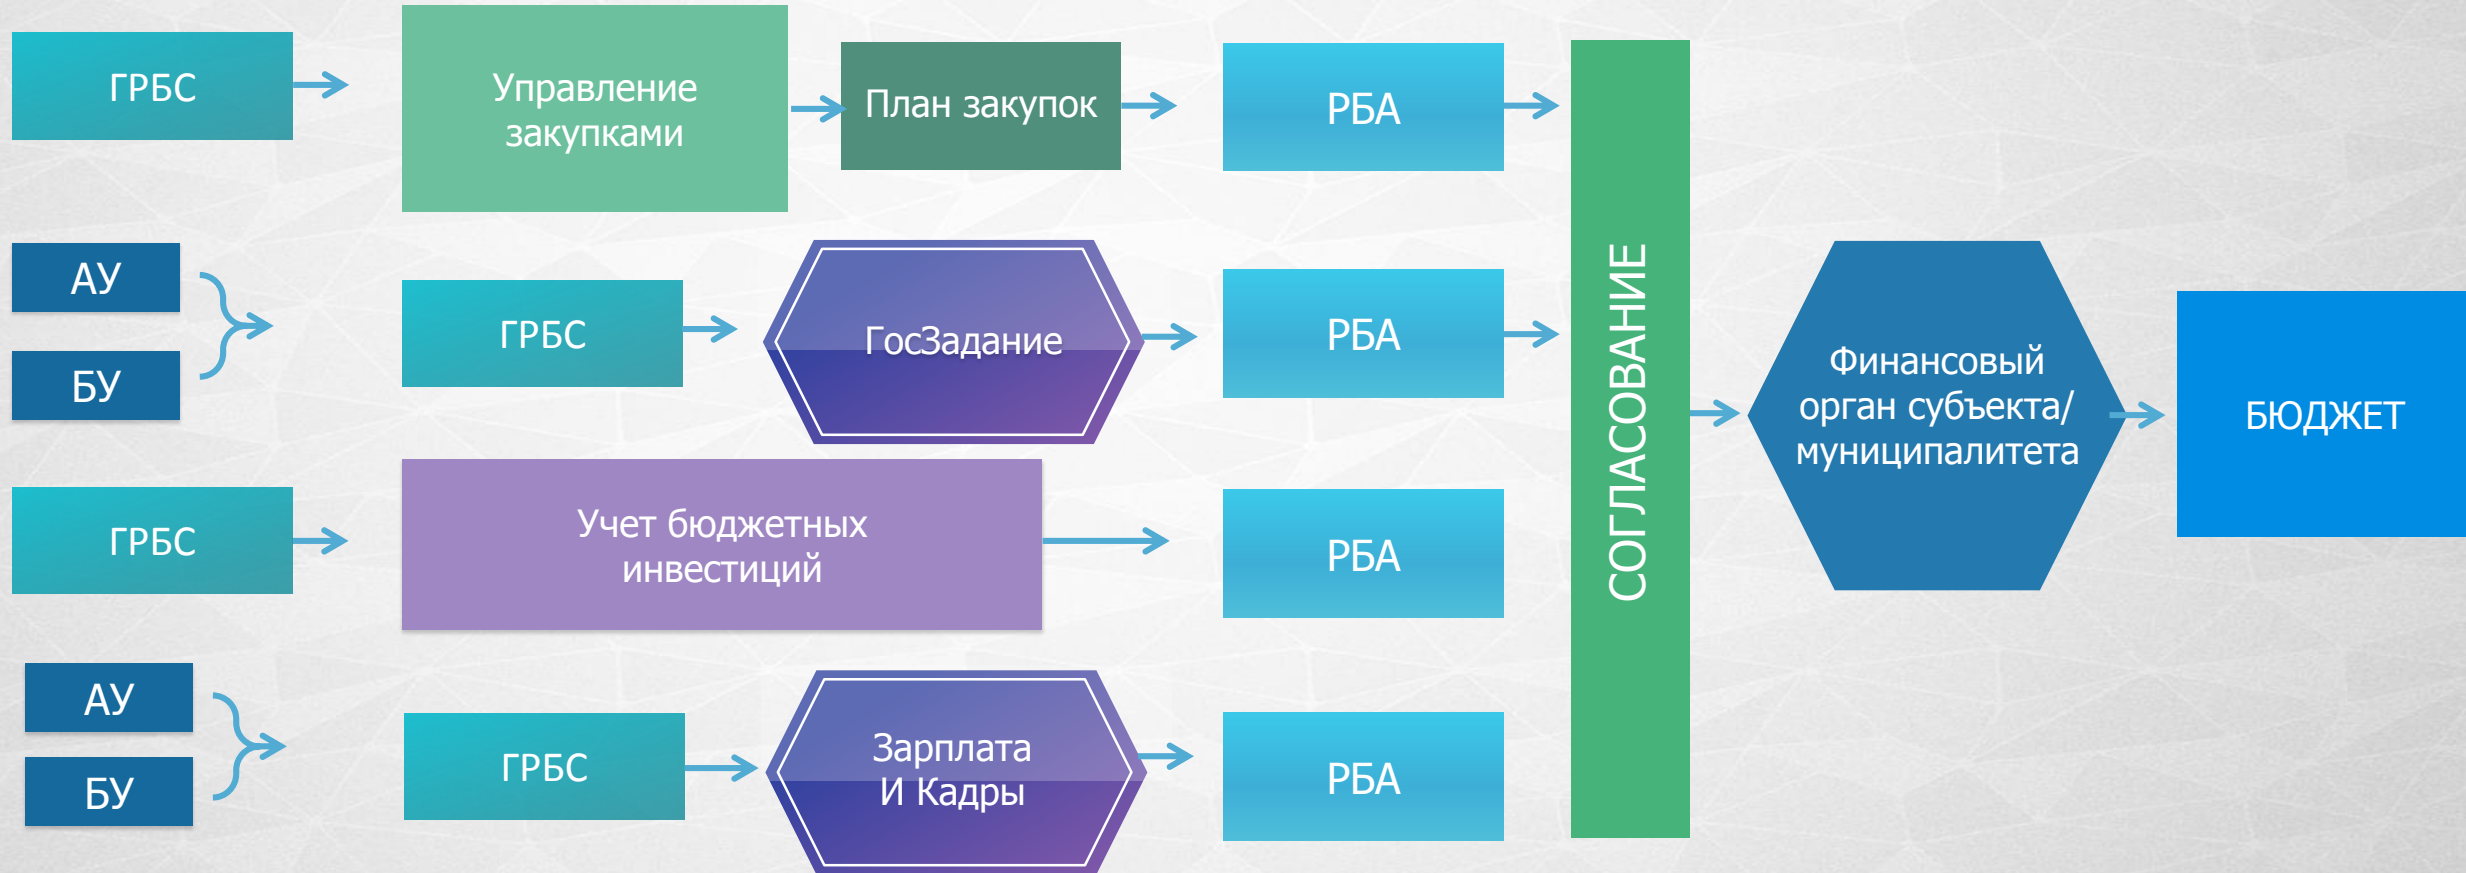 ГРБС
Управление
закупками
План закупок
РБА
АУ
БУ
ГРБС
ГосЗадание
РБА
ГРБС
Учет бюджетных
инвестиций
РБА
АУ
БУ
ГРБС
Зарплата
И Кадры
РБА
СОГЛАСОВАНИЕ
Финансовый
орган субъекта/
муниципалитета
БЮДЖЕТ